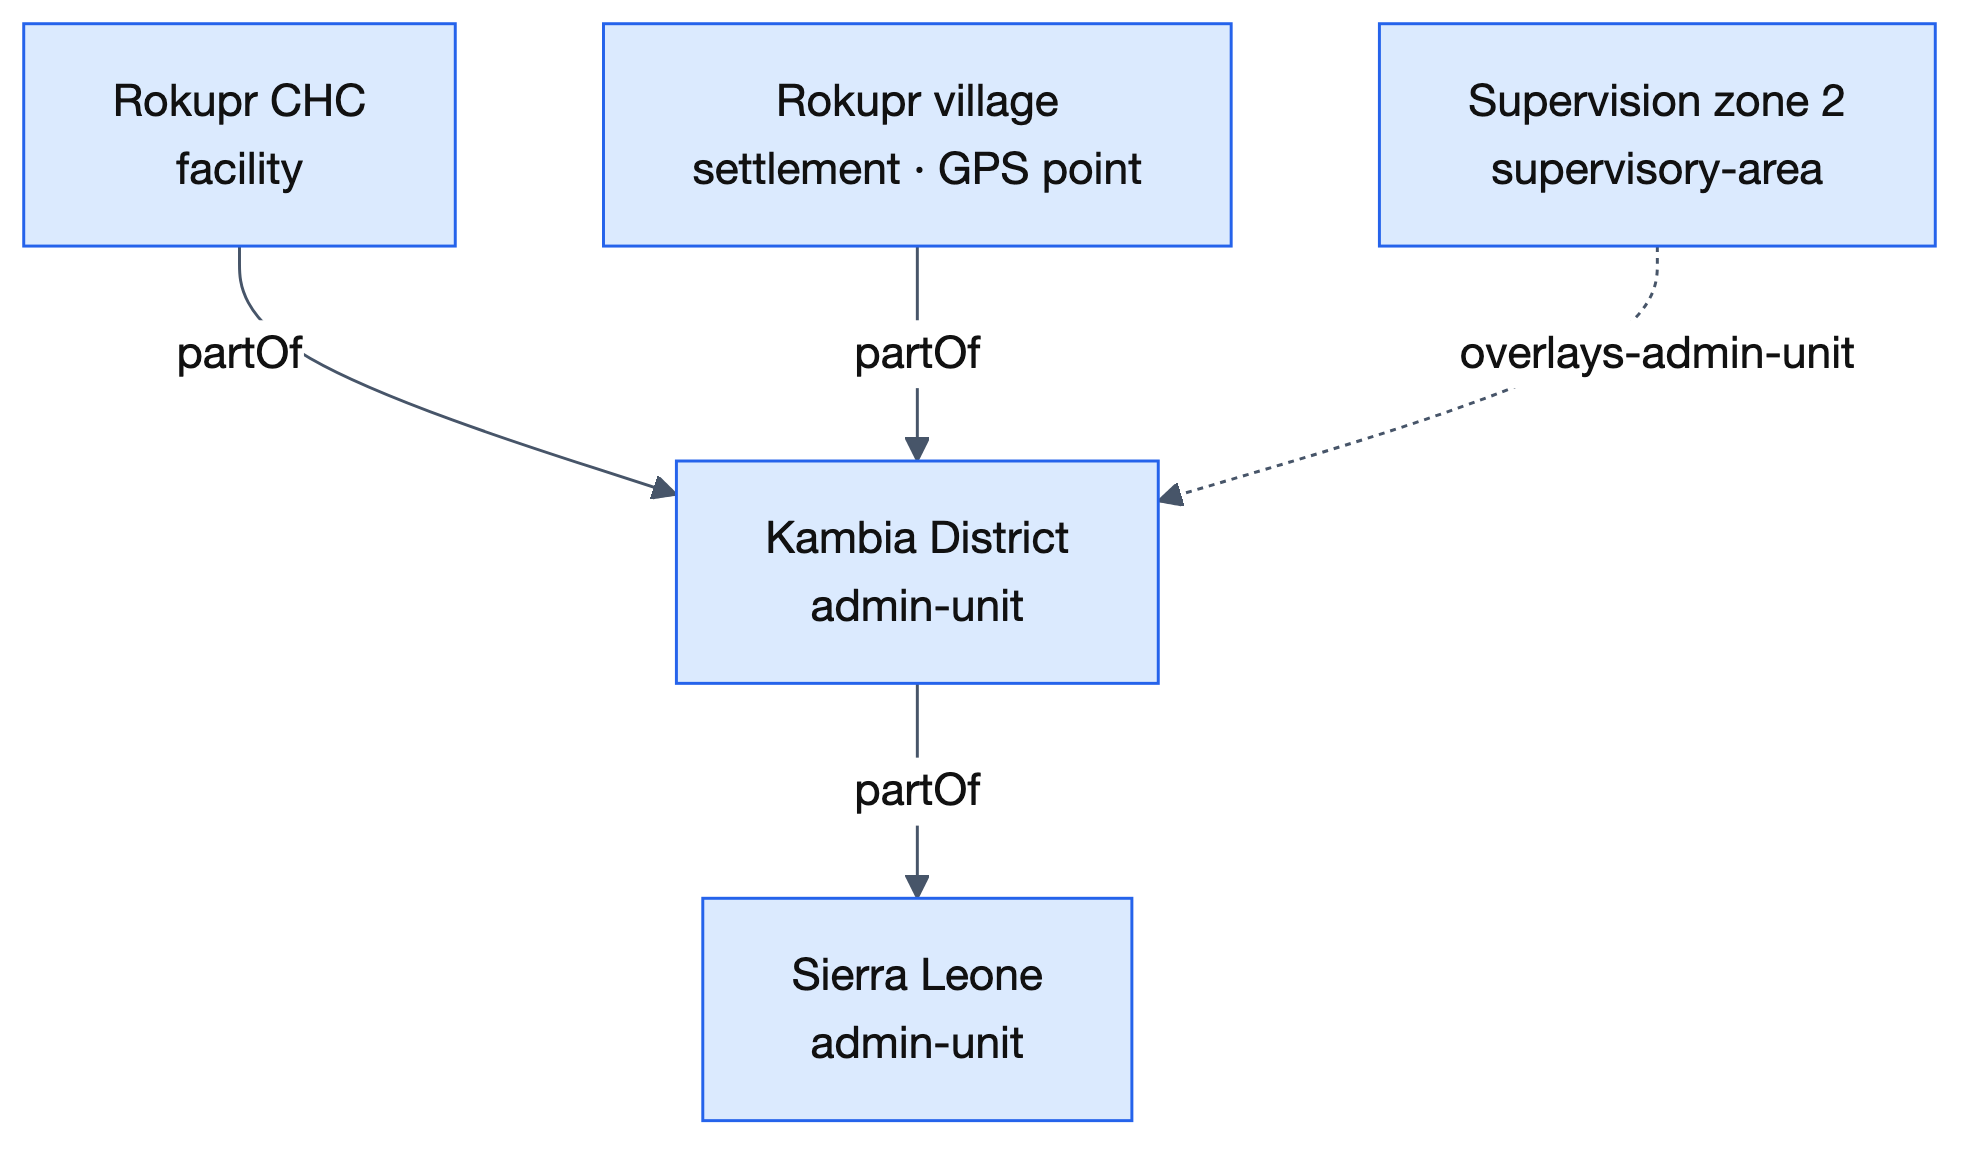 Rokupr CHC
facility
Rokupr village
settlement · GPS point
Supervision zone 2
supervisory-area
partOf
partOf
overlays-admin-unit
Kambia District
admin-unit
partOf
Sierra Leone
admin-unit